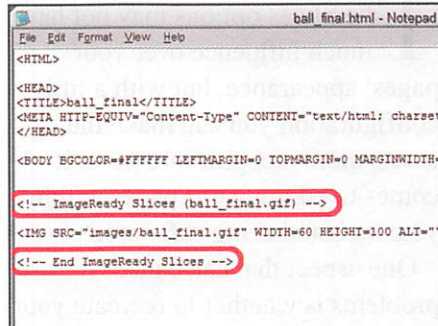 ball_final.html - Notepad
File Edit Format View Help
<HTML>
<HEAD>
<TITLE>ball_final</TITLE>
<META HTTP-EQUIV="Content-Type" CONTENT="text/html; charset
</HEAD>
<BODY BGCOLOR=#FFFFFF LEFTMARGIN=0 TOPMARGIN=0 MARGINWIDTH=
<!-- ImageReady Slices (ball_final.gif) -->
<IMG SRC="images/ball_final.gif" WIDTH=60 HEIGHT=100 ALT="
<!-- End ImageReady Slices -->